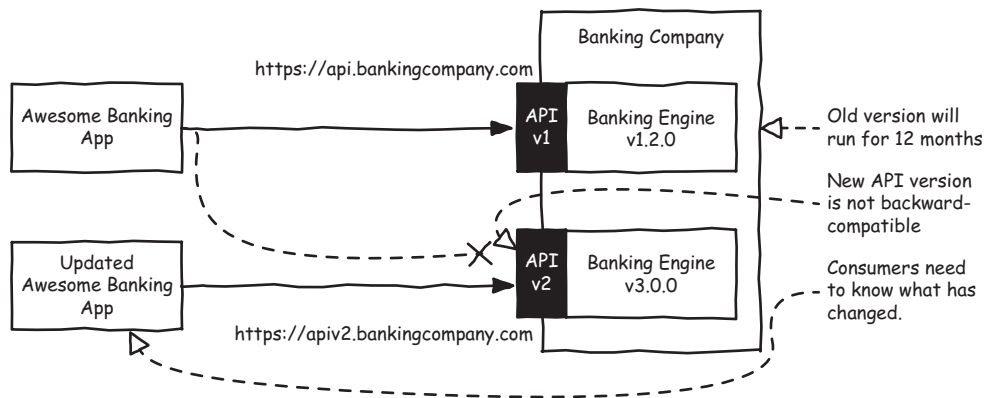 Banking Company
https://api.bankingcompany.com
Awesome Banking
App
API
v1
Banking Engine
v1.2.0
Old version will
run for 12 months
New API version
is not backward-
compatible
Updated
Awesome Banking
App
API
v2
Banking Engine
v3.0.0
Consumers need
to know what has
changed.
https://apiv2.bankingcompany.com